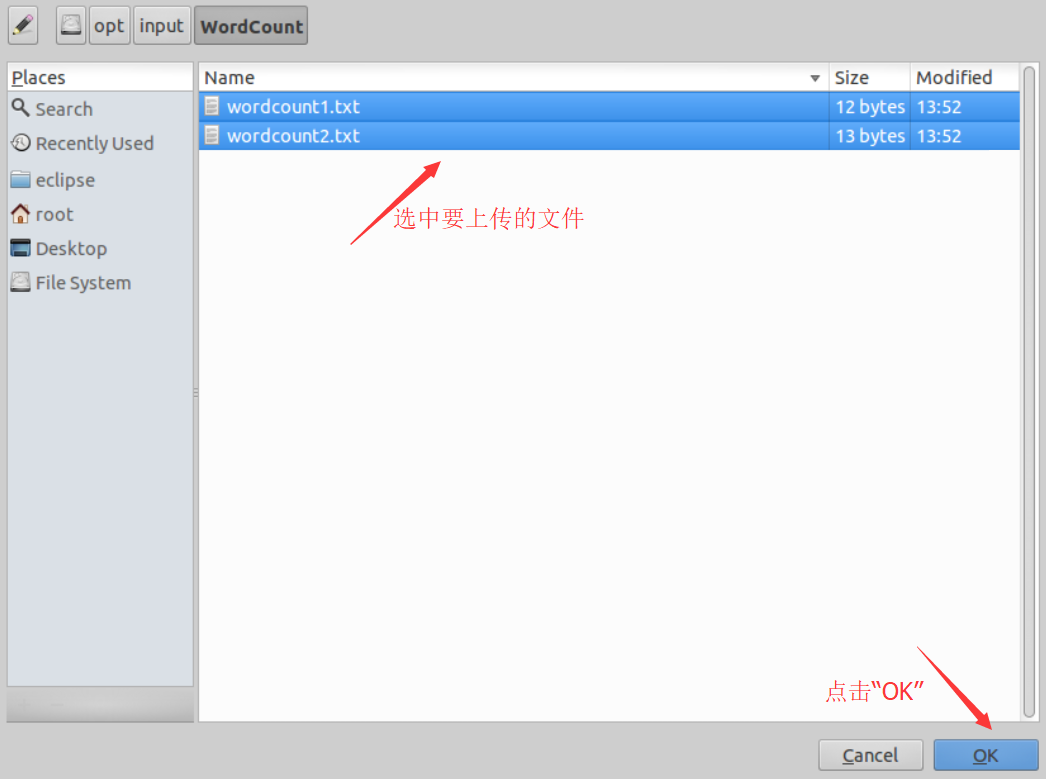 opt input WordCount
Places
Search
Recently Used
eclipse
root
Desktop
File System
Name Size Modified
wordcount1.txt 12 bytes 13:52
wordcount2.txt 13 bytes 13:52
选中要上传的文件
点击“OK”
Cancel OK